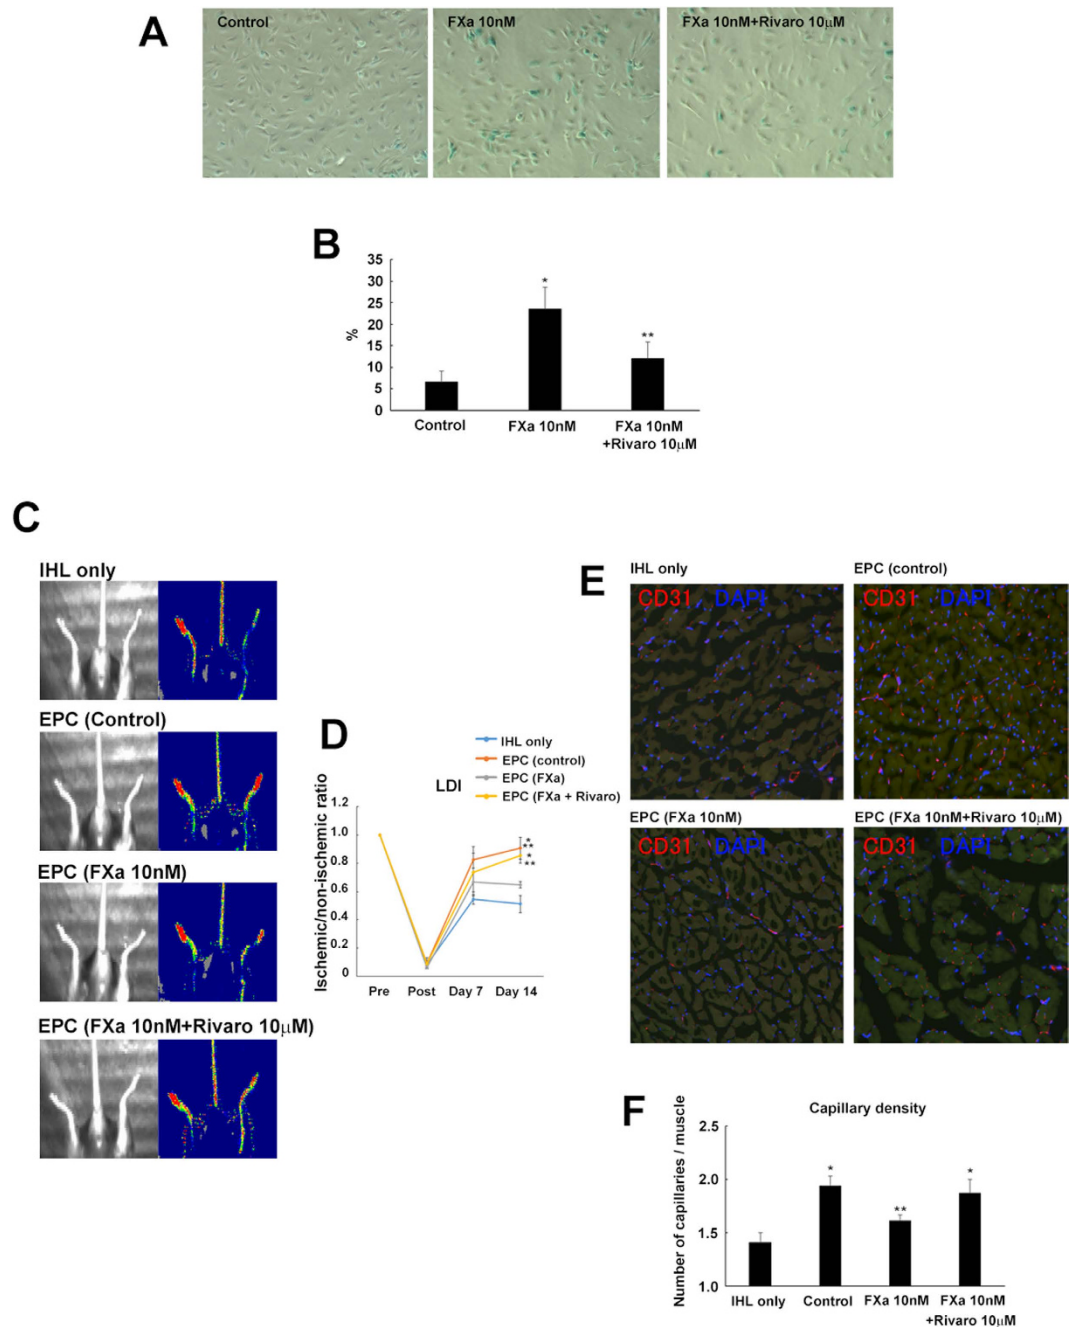 A
Control
FXa 10nM
FXa 10nM+Rivaro 10μM
B
35
30
25
20
15
10
5
0
%
*
**
Control
FXa 10nM
FXa 10nM
+Rivaro 10μM
C
IHL only
EPC (Control)
EPC (FXa 10nM)
EPC (FXa 10nM+Rivaro 10μM)
D
LDI
IHL only
EPC (control)
EPC (FXa)
EPC (FXa + Rivaro)
Ischemic/non-ischemic ratio
1.2
1.0
0.8
0.6
0.4
0.2
0
*
**
*
**
Pre
Post
Day 7
Day 14
E
IHL only
CD31 DAPI
EPC (control)
CD31 DAPI
EPC (FXa 10nM)
CD31 DAPI
EPC (FXa 10nM+Rivaro 10μM)
CD31 DAPI
F
Capillary density
Number of capillaries / muscle
2.5
2.0
1.5
1.0
*
**
*
IHL only
Control
FXa 10nM
FXa 10nM
+Rivaro 10μM